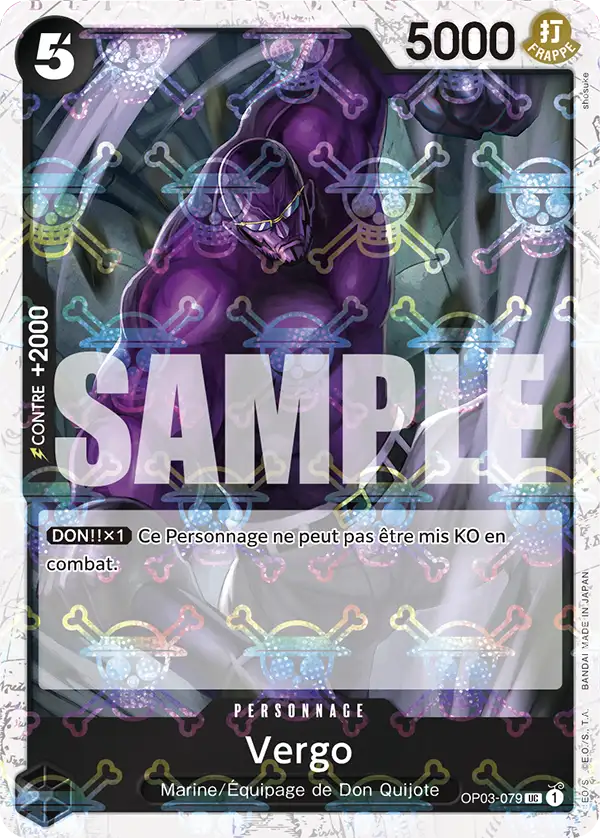 5
5000
打
FRAPPE
shosuke
CONTRE +2000
SAMPLE
DON!!×1 Ce Personnage ne peut pas être mis KO en
combat.
BANDAI MADE IN JAPAN
PERSONNAGE
Vergo
Marine/Équipage de Don Quijote
OP03-079 UC 1